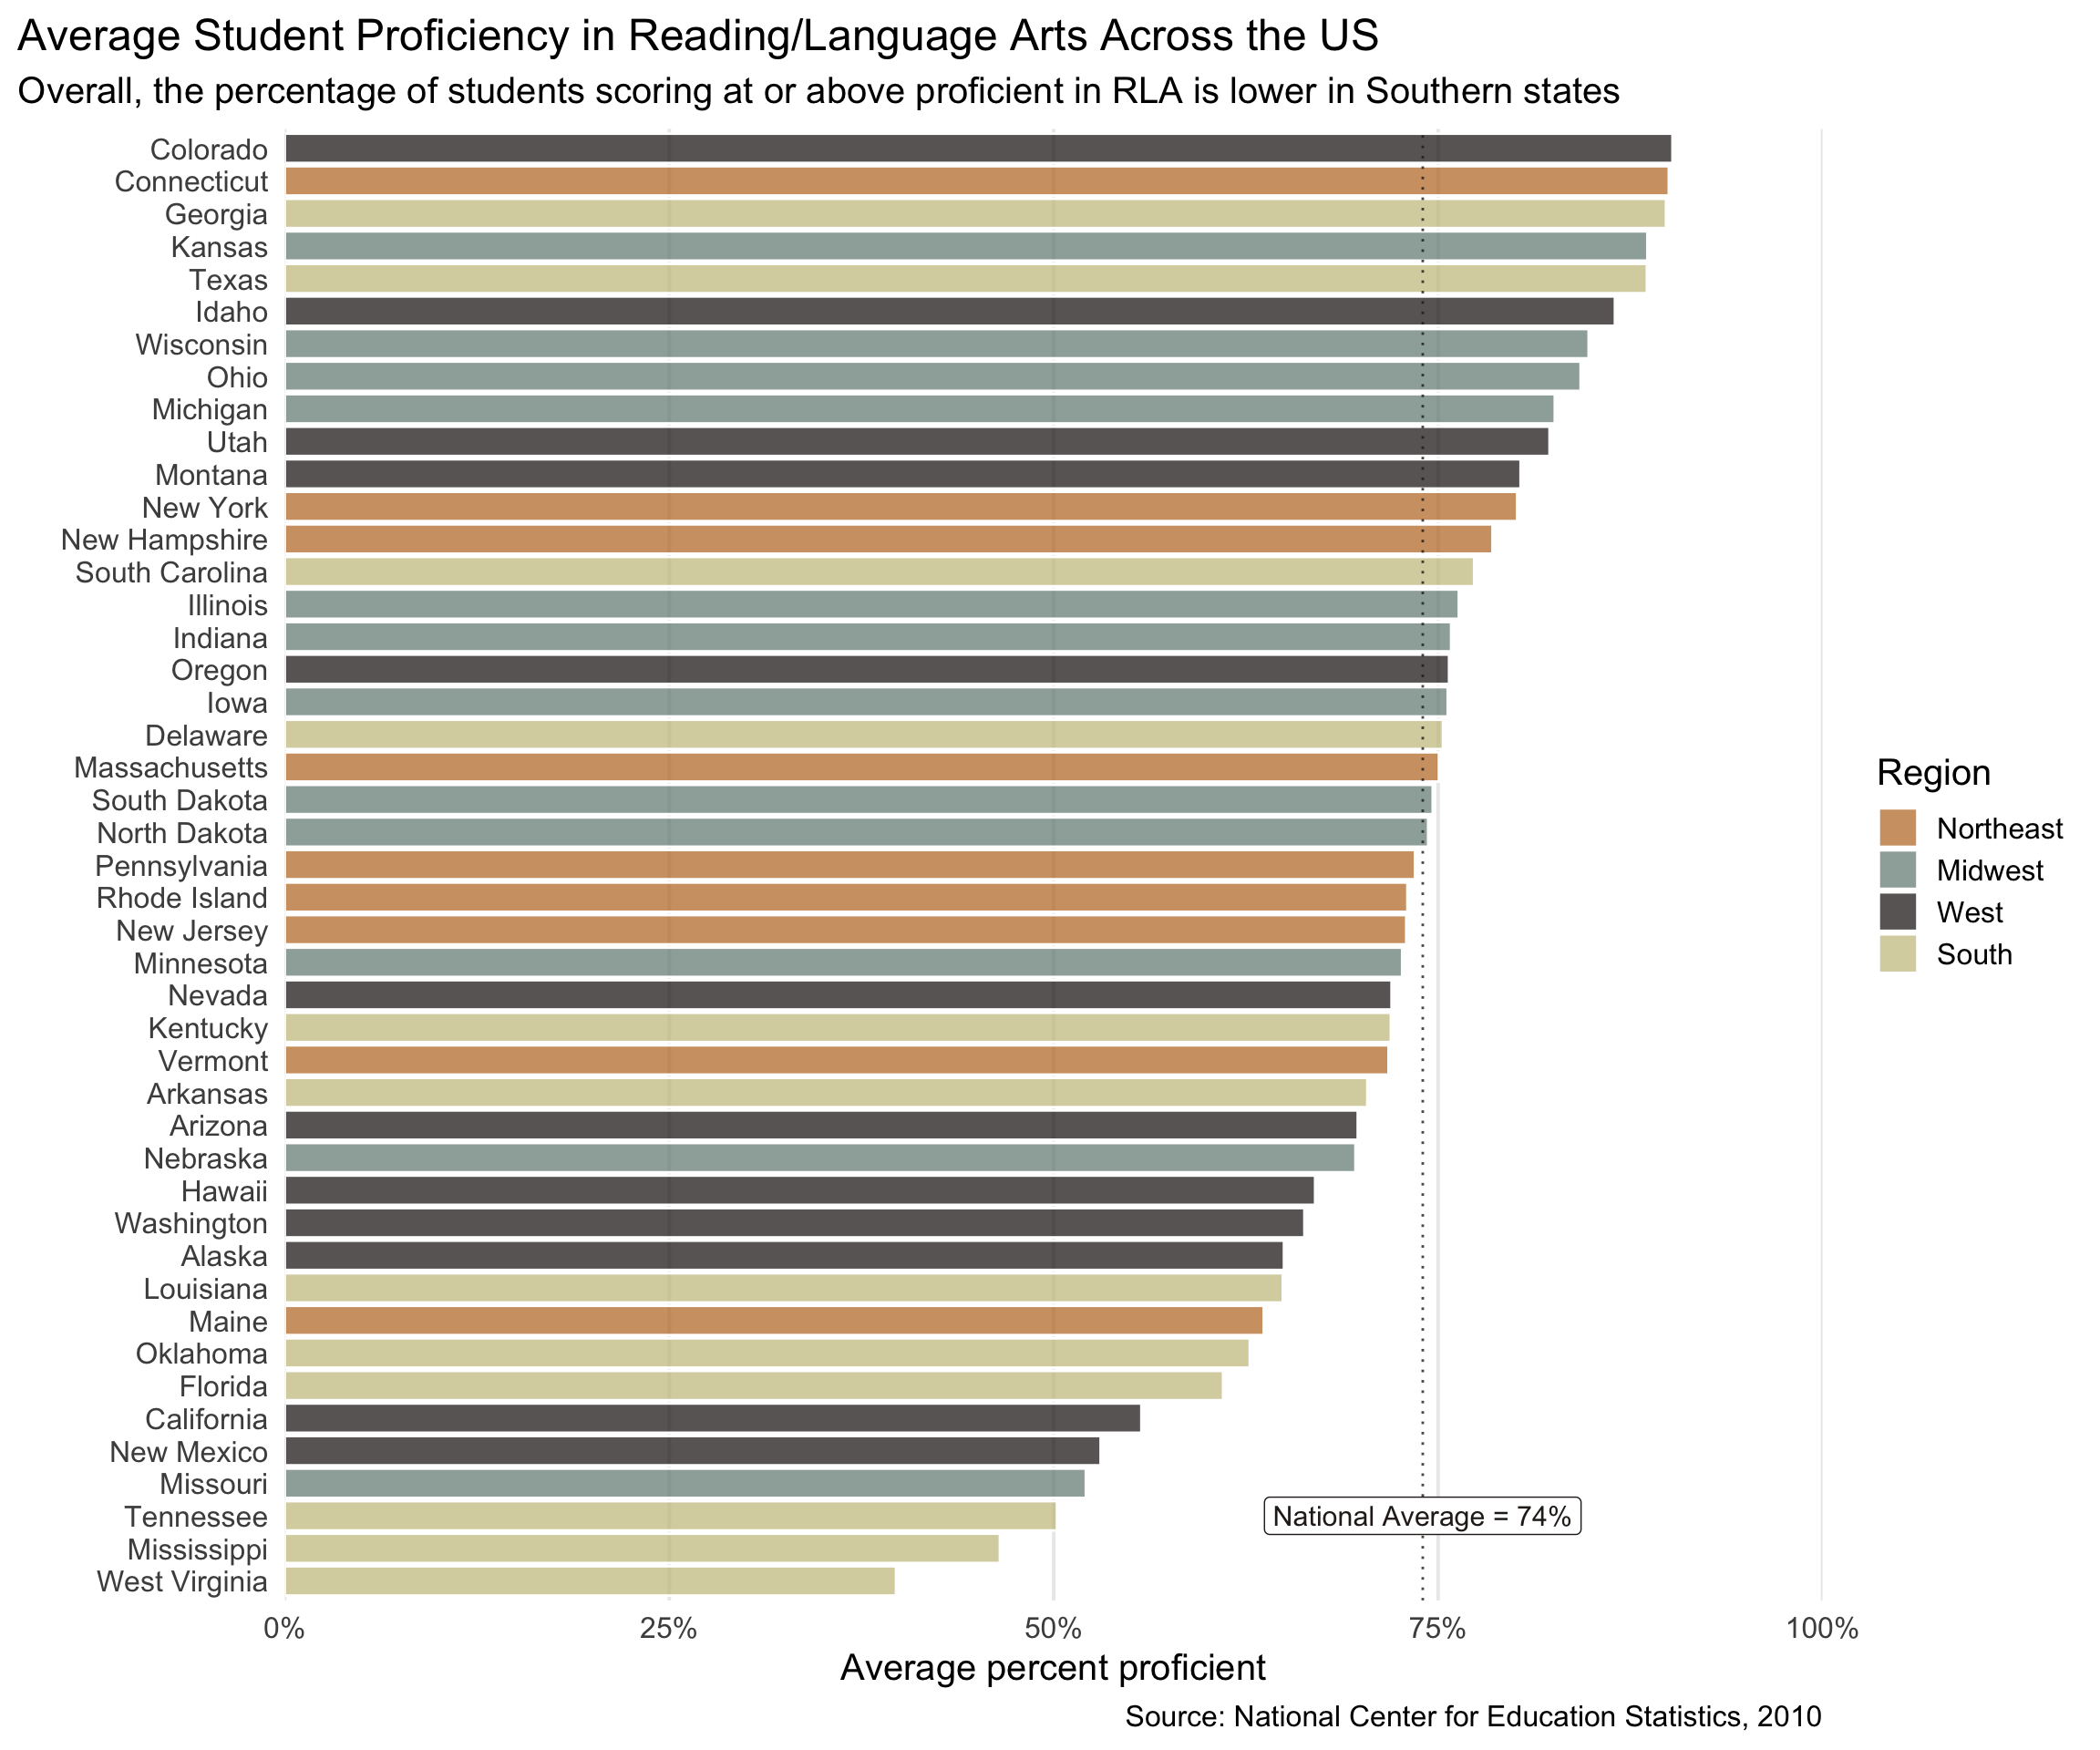 Average Student Proficiency in Reading/Language Arts Across the US
Overall, the percentage of students scoring at or above proficient in RLA is lower in Southern states
Colorado
Connecticut
Georgia
Kansas
Texas
Idaho
Wisconsin
Ohio
Michigan
Utah
Montana
New York
New Hampshire
South Carolina
Illinois
Indiana
Oregon
Iowa
Delaware
Massachusetts
South Dakota
North Dakota
Pennsylvania
Rhode Island
New Jersey
Minnesota
Nevada
Kentucky
Vermont
Arkansas
Arizona
Nebraska
Hawaii
Washington
Alaska
Louisiana
Maine
Oklahoma
Florida
California
New Mexico
Missouri
Tennessee
Mississippi
West Virginia
National Average = 74%
0% 25% 50% 75% 100%
Average percent proficient
Region
Northeast
Midwest
West
South
Source: National Center for Education Statistics, 2010